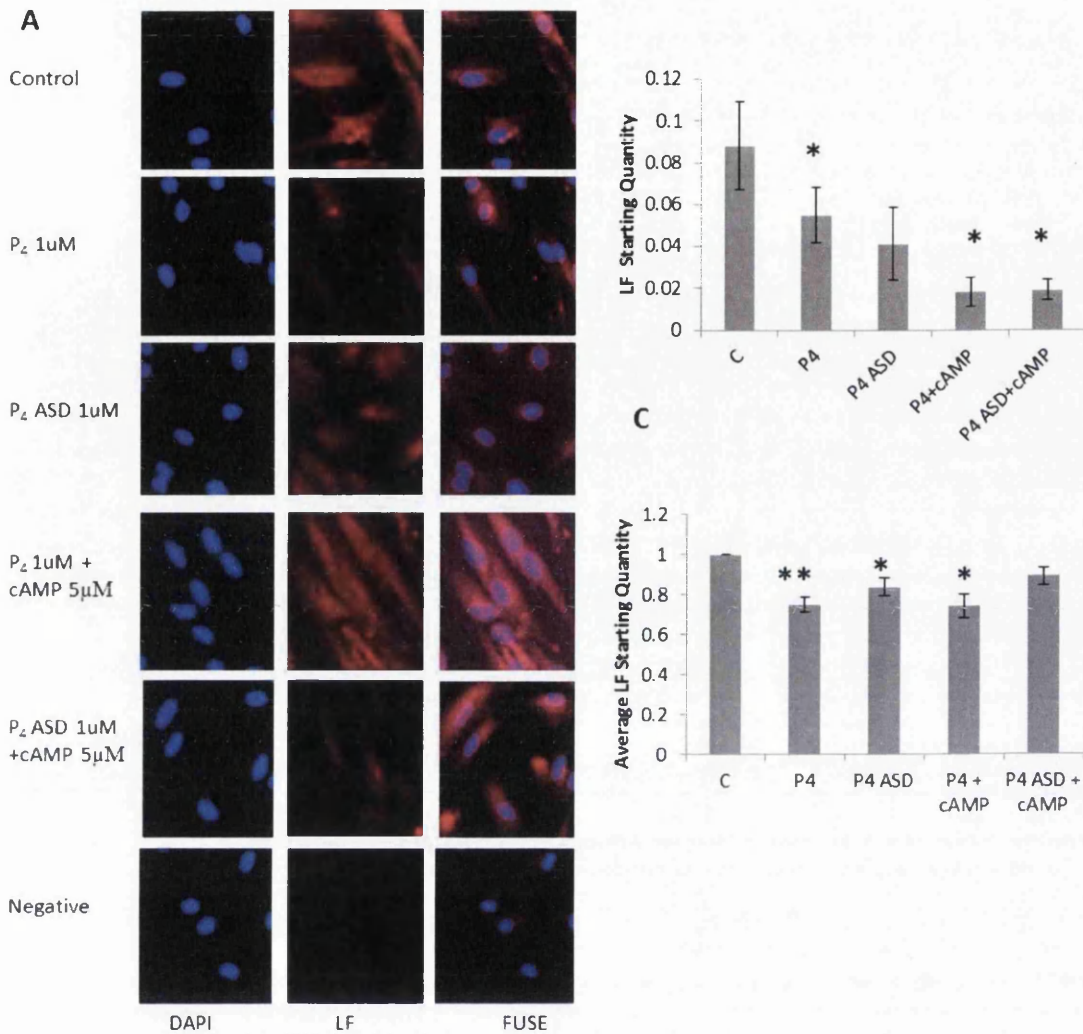 A
Control
P₄ 1uM
P₄ ASD 1uM
P₄ 1uM +
cAMP 5μM
P₄ ASD 1uM
+cAMP 5μM
Negative
DAPI LF FUSE
LF Starting Quantity
0.12
0.1
0.08
0.06
0.04
0.02
0
*
*
*
C
P4
P4 ASD
P4+cAMP
P4 ASD+cAMP
C
Average LF Starting Quantity
1.2
1
0.8
0.6
0.4
0.2
0
**
*
*
C P4 P4 ASD P4 + P4 ASD +
cAMP cAMP